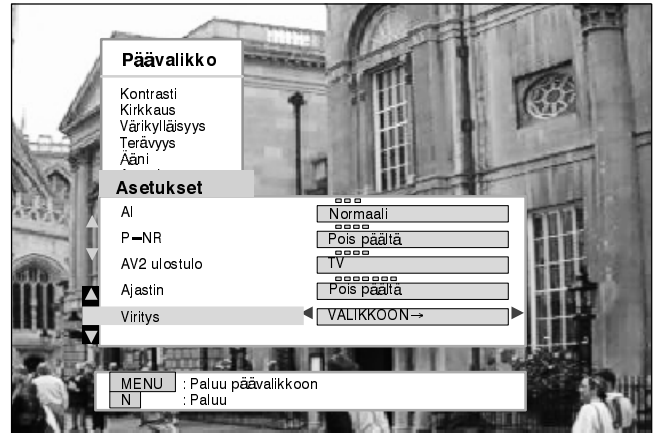 Päävalikko
Kontrasti
Kirkkaus
Värikylläisyys
Terävyys
Ääni
Asetukset
AI Normaali
P-NR Pois päältä
AV2 ulostulo TV
Ajastin Pois päältä
Viritys VALIKKOON→
MENU : Paluu päävalikkoon
N : Paluu